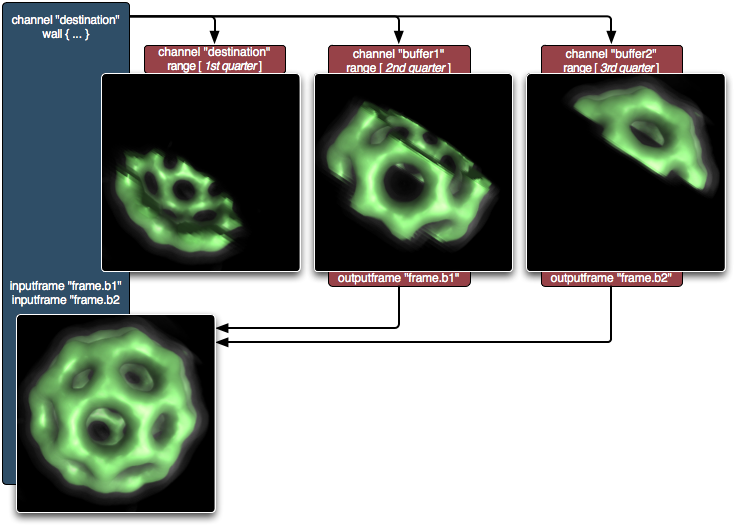 channel "destination"
wall { ... }
channel "destination"
range [ 1st quarter ]
channel "buffer1"
range [ 2nd quarter ]
channel "buffer2"
range [ 3rd quarter ]
outputframe "frame.b1"
outputframe "frame.b2"
inputframe "frame.b1"
inputframe "frame.b2